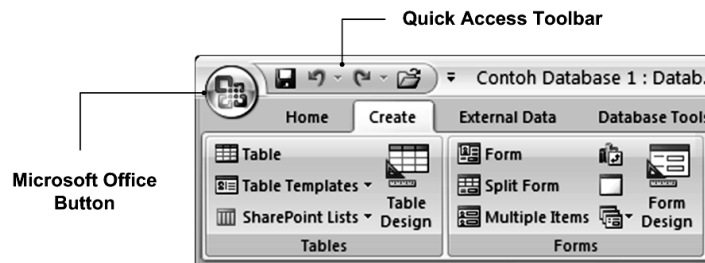 Quick Access Toolbar
Contoh Database 1 : Datab.
Home Create External Data Database Tools
Microsoft Office
Button
Table
Table Templates
SharePoint Lists
Table
Design
Tables
Form
Split Form
Multiple Items
Form
Design
Forms